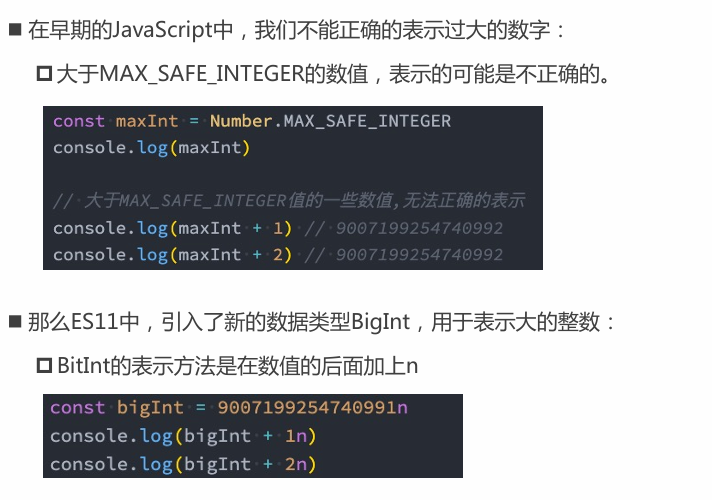 ■ 在早期的JavaScript中，我们不能正确的表示过大的数字：
大于MAX_SAFE_INTEGER的数值，表示的可能是不正确的。
const maxInt = Number.MAX_SAFE_INTEGER
console.log(maxInt)
// 大于MAX_SAFE_INTEGER值的一些数值,无法正确的表示
console.log(maxInt + 1) // 9007199254740992
console.log(maxInt + 2) // 9007199254740992
■ 那么ES11中，引入了新的数据类型BigInt，用于表示大的整数：
BitInt的表示方法是在数值的后面加上n
const bigInt = 9007199254740991n
console.log(bigInt + 1n)
console.log(bigInt + 2n)